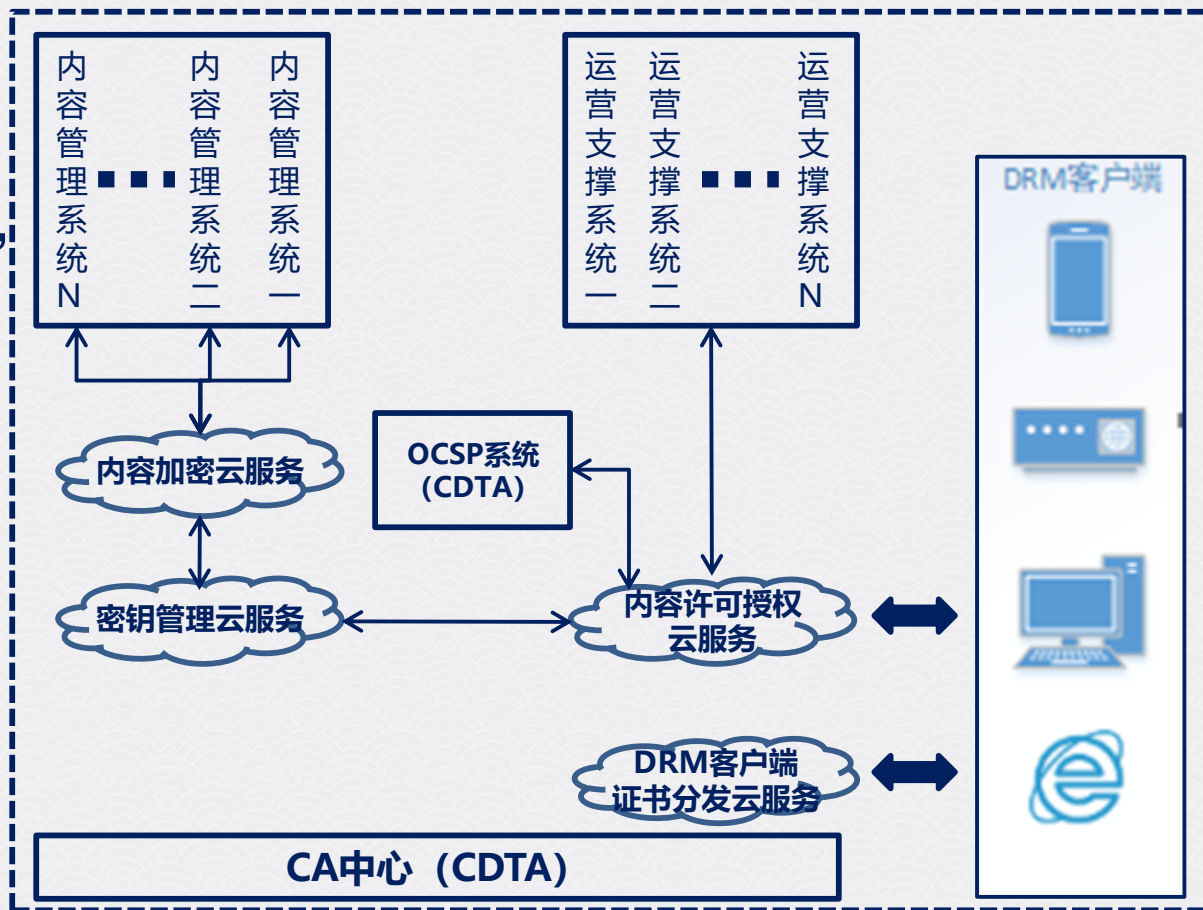 内容管理系统N
内容管理系统二
内容管理系统一
运营支撑系统一
运营支撑系统二
运营支撑系统N
DRM客户端
OCSP系统
（CDTA）
内容加密云服务
密钥管理云服务
内容许可授权
云服务
DRM客户端
证书分发云服务
CA中心（CDTA）